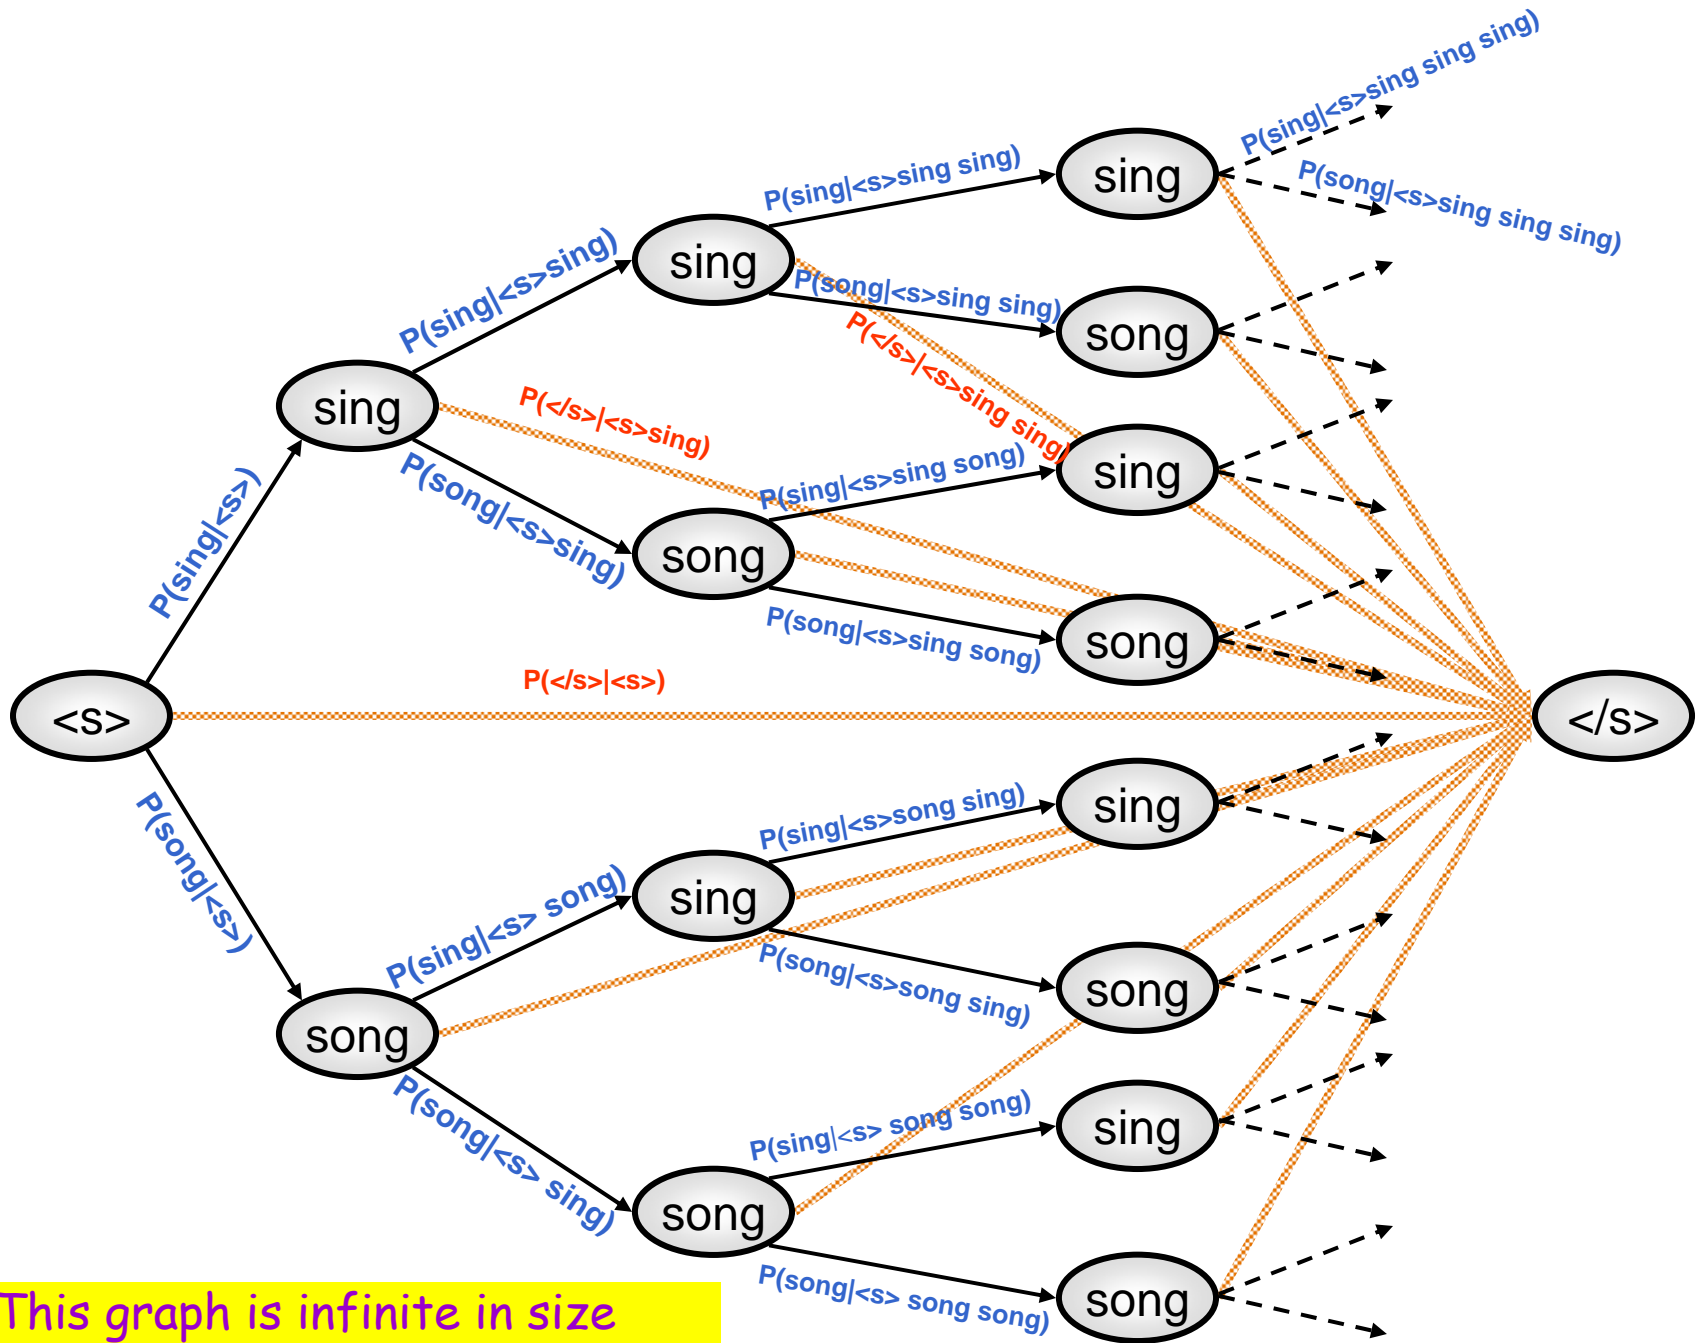 P(sing|<s>sing sing sing)
sing
P(sing|<s>sing sing)
P(song|<s>sing sing sing)
sing
P(sing|<s>sing)
P(song|<s>sing sing)
song
P(</s>|<s>sing sing)
sing
P(</s>|<s>sing)
P(sing|<s>sing song)
sing
P(song|<s>sing)
song
P(sing|<s>)
P(song|<s>sing song)
song
P(</s>|<s>)
<s>
</s>
P(song|<s>)
P(sing|<s>song sing)
sing
P(sing|<s> song)
sing
P(song|<s>song sing)
song
song
P(song|<s> sing)
P(sing|<s> song song)
sing
song
P(song|<s> song song)
song
This graph is infinite in size